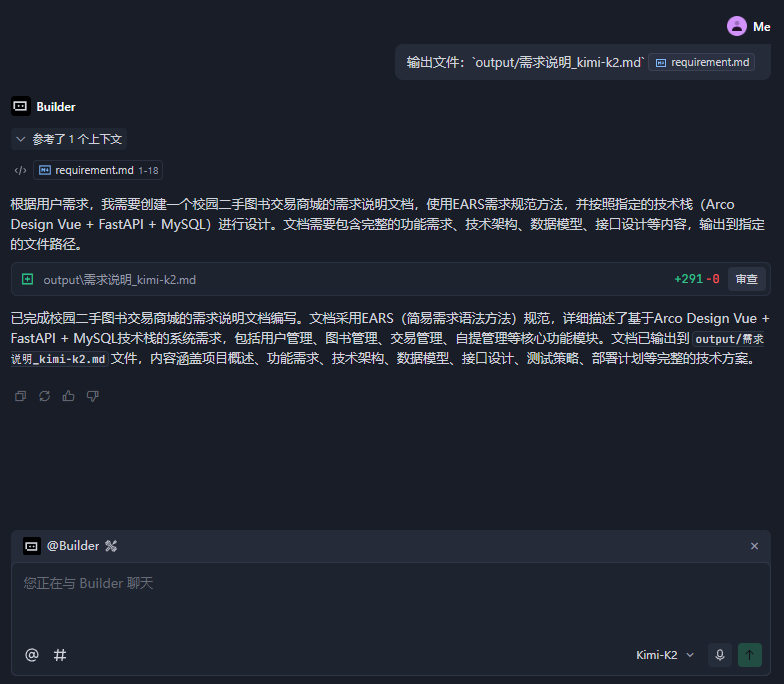 Me
输出文件：`output/需求说明_kimi-k2.md` requirement.md
Builder
参考了 1 个上下文
requirement.md 1-18
根据用户需求，我需要创建一个校园二手图书交易商城的需求说明文档，使用EARS需求规范方法，并按照指定的技术栈（Arco
Design Vue + FastAPI + MySQL）进行设计。文档需要包含完整的功能需求、技术架构、数据模型、接口设计等内容，输出到指定
的文件路径。
output\需求说明_kimi-k2.md +291 -0 审查
已完成校园二手图书交易商城的需求说明文档编写。文档采用EARS（简易需求语法方法）规范，详细描述了基于Arco Design Vue +
FastAPI + MySQL技术栈的系统需求，包括用户管理、图书管理、交易管理、自提管理等核心功能模块。文档已输出到 output/需求
说明_kimi-k2.md 文件，内容涵盖项目概述、功能需求、技术架构、数据模型、接口设计、测试策略、部署计划等完整的技术方案。
@Builder
您正在与 Builder 聊天
@ # Kimi-K2